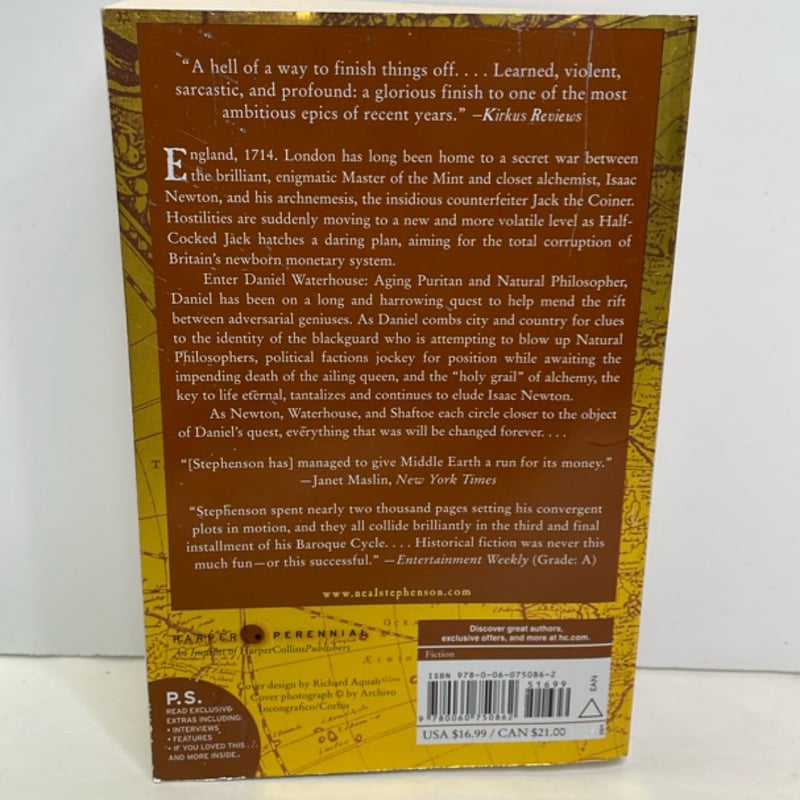 “A hell of a way to finish things off. . . . Learned, violent,
sarcastic, and profound: a glorious finish to one of the most
ambitious epics of recent years.” —Kirkus Reviews
England, 1714. London has long been home to a secret war between
the brilliant, enigmatic Master of the Mint and closet alchemist, Isaac
Newton, and his archnemesis, the insidious counterfeiter Jack the Coiner.
Hostilities are suddenly moving to a new and more volatile level as Half-
Cocked Jack hatches a daring plan, aiming for the total corruption of
Britain’s newborn monetary system.
Enter Daniel Waterhouse: Aging Puritan and Natural Philosopher,
Daniel has been on a long and harrowing quest to help mend the rift
between adversarial geniuses. As Daniel combs city and country for clues
to the identity of the blackguard who is attempting to blow up Natural
Philosophers, political factions jockey for position while awaiting the
impending death of the ailing queen, and the “holy grail” of alchemy, the
key to life eternal, tantalizes and continues to elude Isaac Newton.
As Newton, Waterhouse, and Shaftoe each circle closer to the object
of Daniel’s quest, everything that was will be changed forever. . . .
“[Stephenson has] managed to give Middle Earth a run for its money.”
—Janet Maslin, New York Times
“Stephenson spent nearly two thousand pages setting his convergent
plots in motion, and they all collide brilliantly in the third and final
installment of his Baroque Cycle. . . . Historical fiction was never this
much fun—or this successful.” —Entertainment Weekly (Grade: A)
www.nealstephenson.com
HARPER PERENNIAL
An Imprint of HarperCollinsPublishers
Cover design by Richard Aquan
Cover photograph © by Archivo
Incongrafico/Corbis
P.S.
READ EXCLUSIVE
EXTRAS INCLUDING:
• INTERVIEWS
• FEATURES
• IF YOU LOVED THIS . . .
AND MORE INSIDE . .
Discover great authors,
exclusive offers, and more at hc.com.
Fiction
ISBN 978-0-06-075086-2
51699
EAN
9 780060 750862
USA $16.99 / CAN $21.00